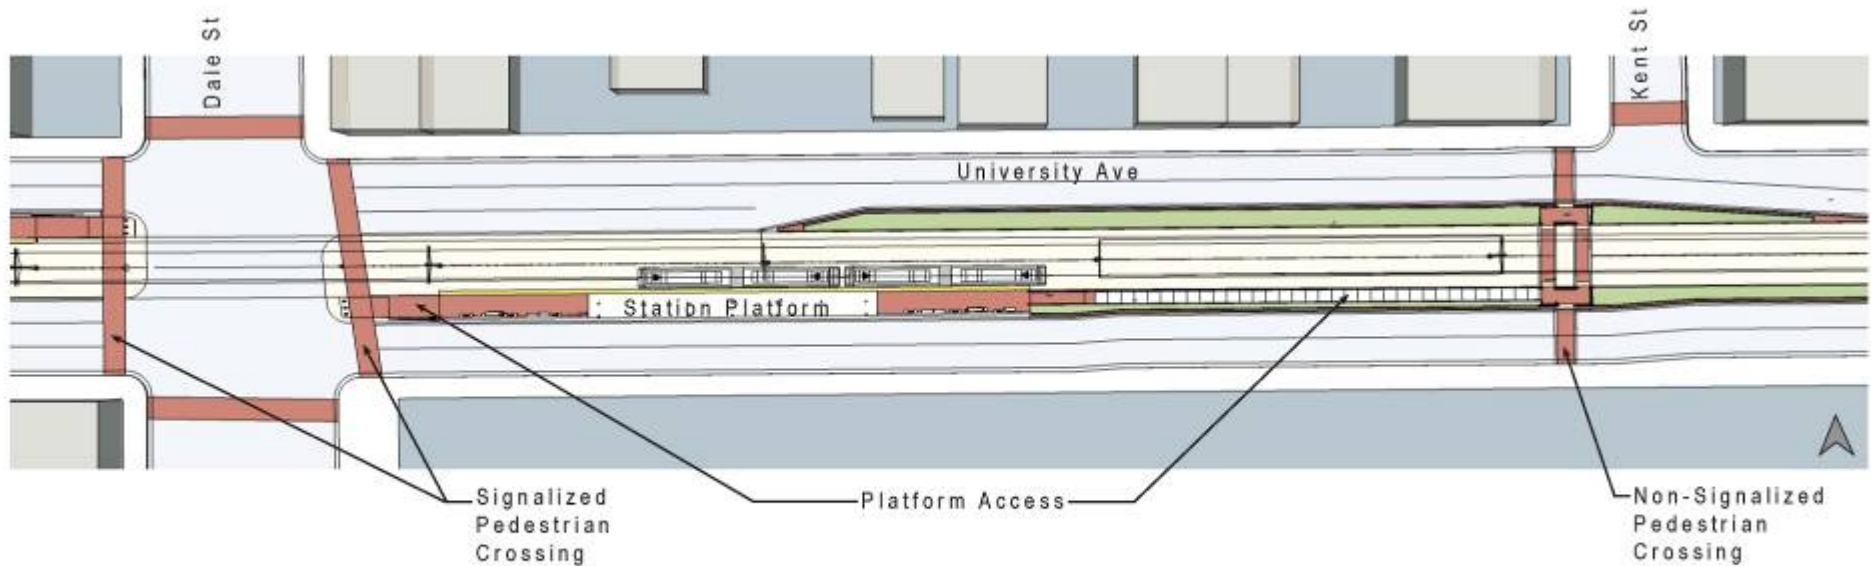 Dale St
Kent St
University Ave
Station Platform
Signalized
Pedestrian
Crossing
Platform Access
Non-Signalized
Pedestrian
Crossing